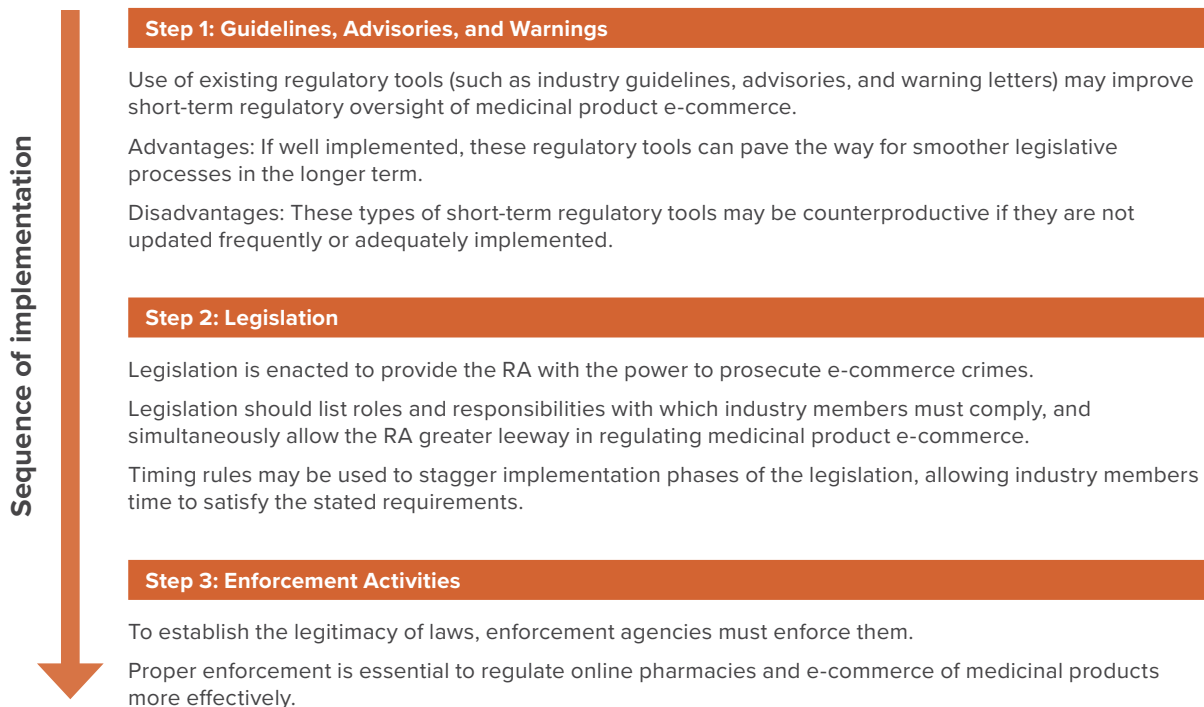 Sequence of implementation
Step 1: Guidelines, Advisories, and Warnings
Use of existing regulatory tools (such as industry guidelines, advisories, and warning letters) may improve
short-term regulatory oversight of medicinal product e-commerce.
Advantages: If well implemented, these regulatory tools can pave the way for smoother legislative
processes in the longer term.
Disadvantages: These types of short-term regulatory tools may be counterproductive if they are not
updated frequently or adequately implemented.
Step 2: Legislation
Legislation is enacted to provide the RA with the power to prosecute e-commerce crimes.
Legislation should list roles and responsibilities with which industry members must comply, and
simultaneously allow the RA greater leeway in regulating medicinal product e-commerce.
Timing rules may be used to stagger implementation phases of the legislation, allowing industry members
time to satisfy the stated requirements.
Step 3: Enforcement Activities
To establish the legitimacy of laws, enforcement agencies must enforce them.
Proper enforcement is essential to regulate online pharmacies and e-commerce of medicinal products
more effectively.